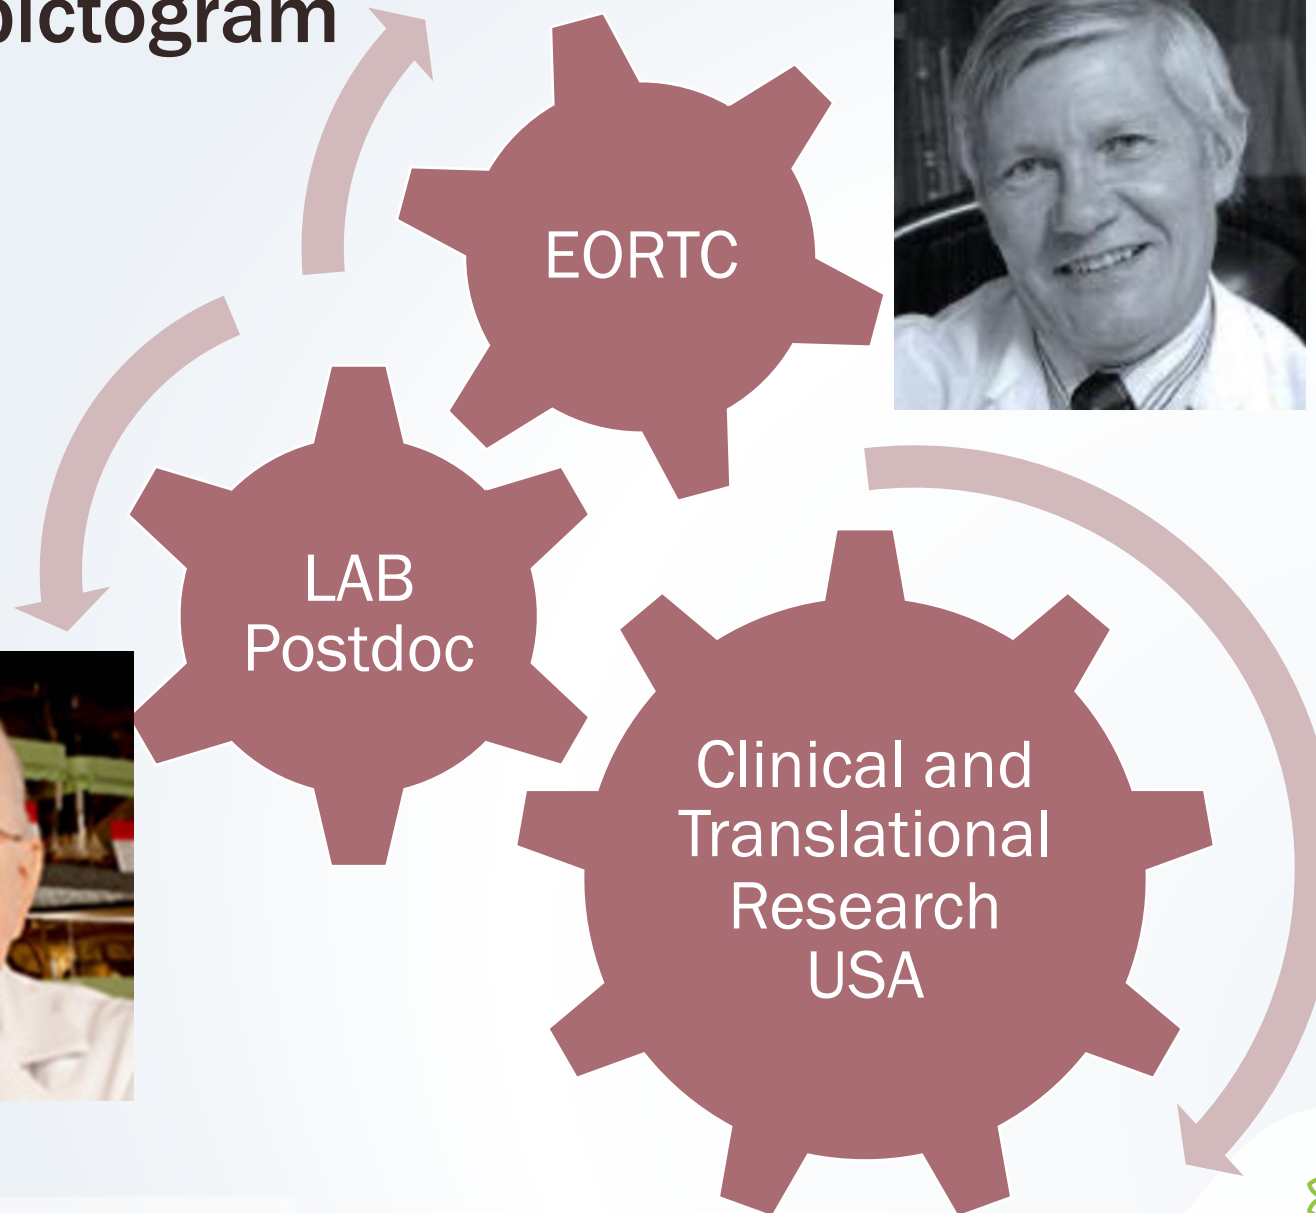 pictogram
EORTC
LAB
Postdoc
Clinical and
Translational
Research
USA